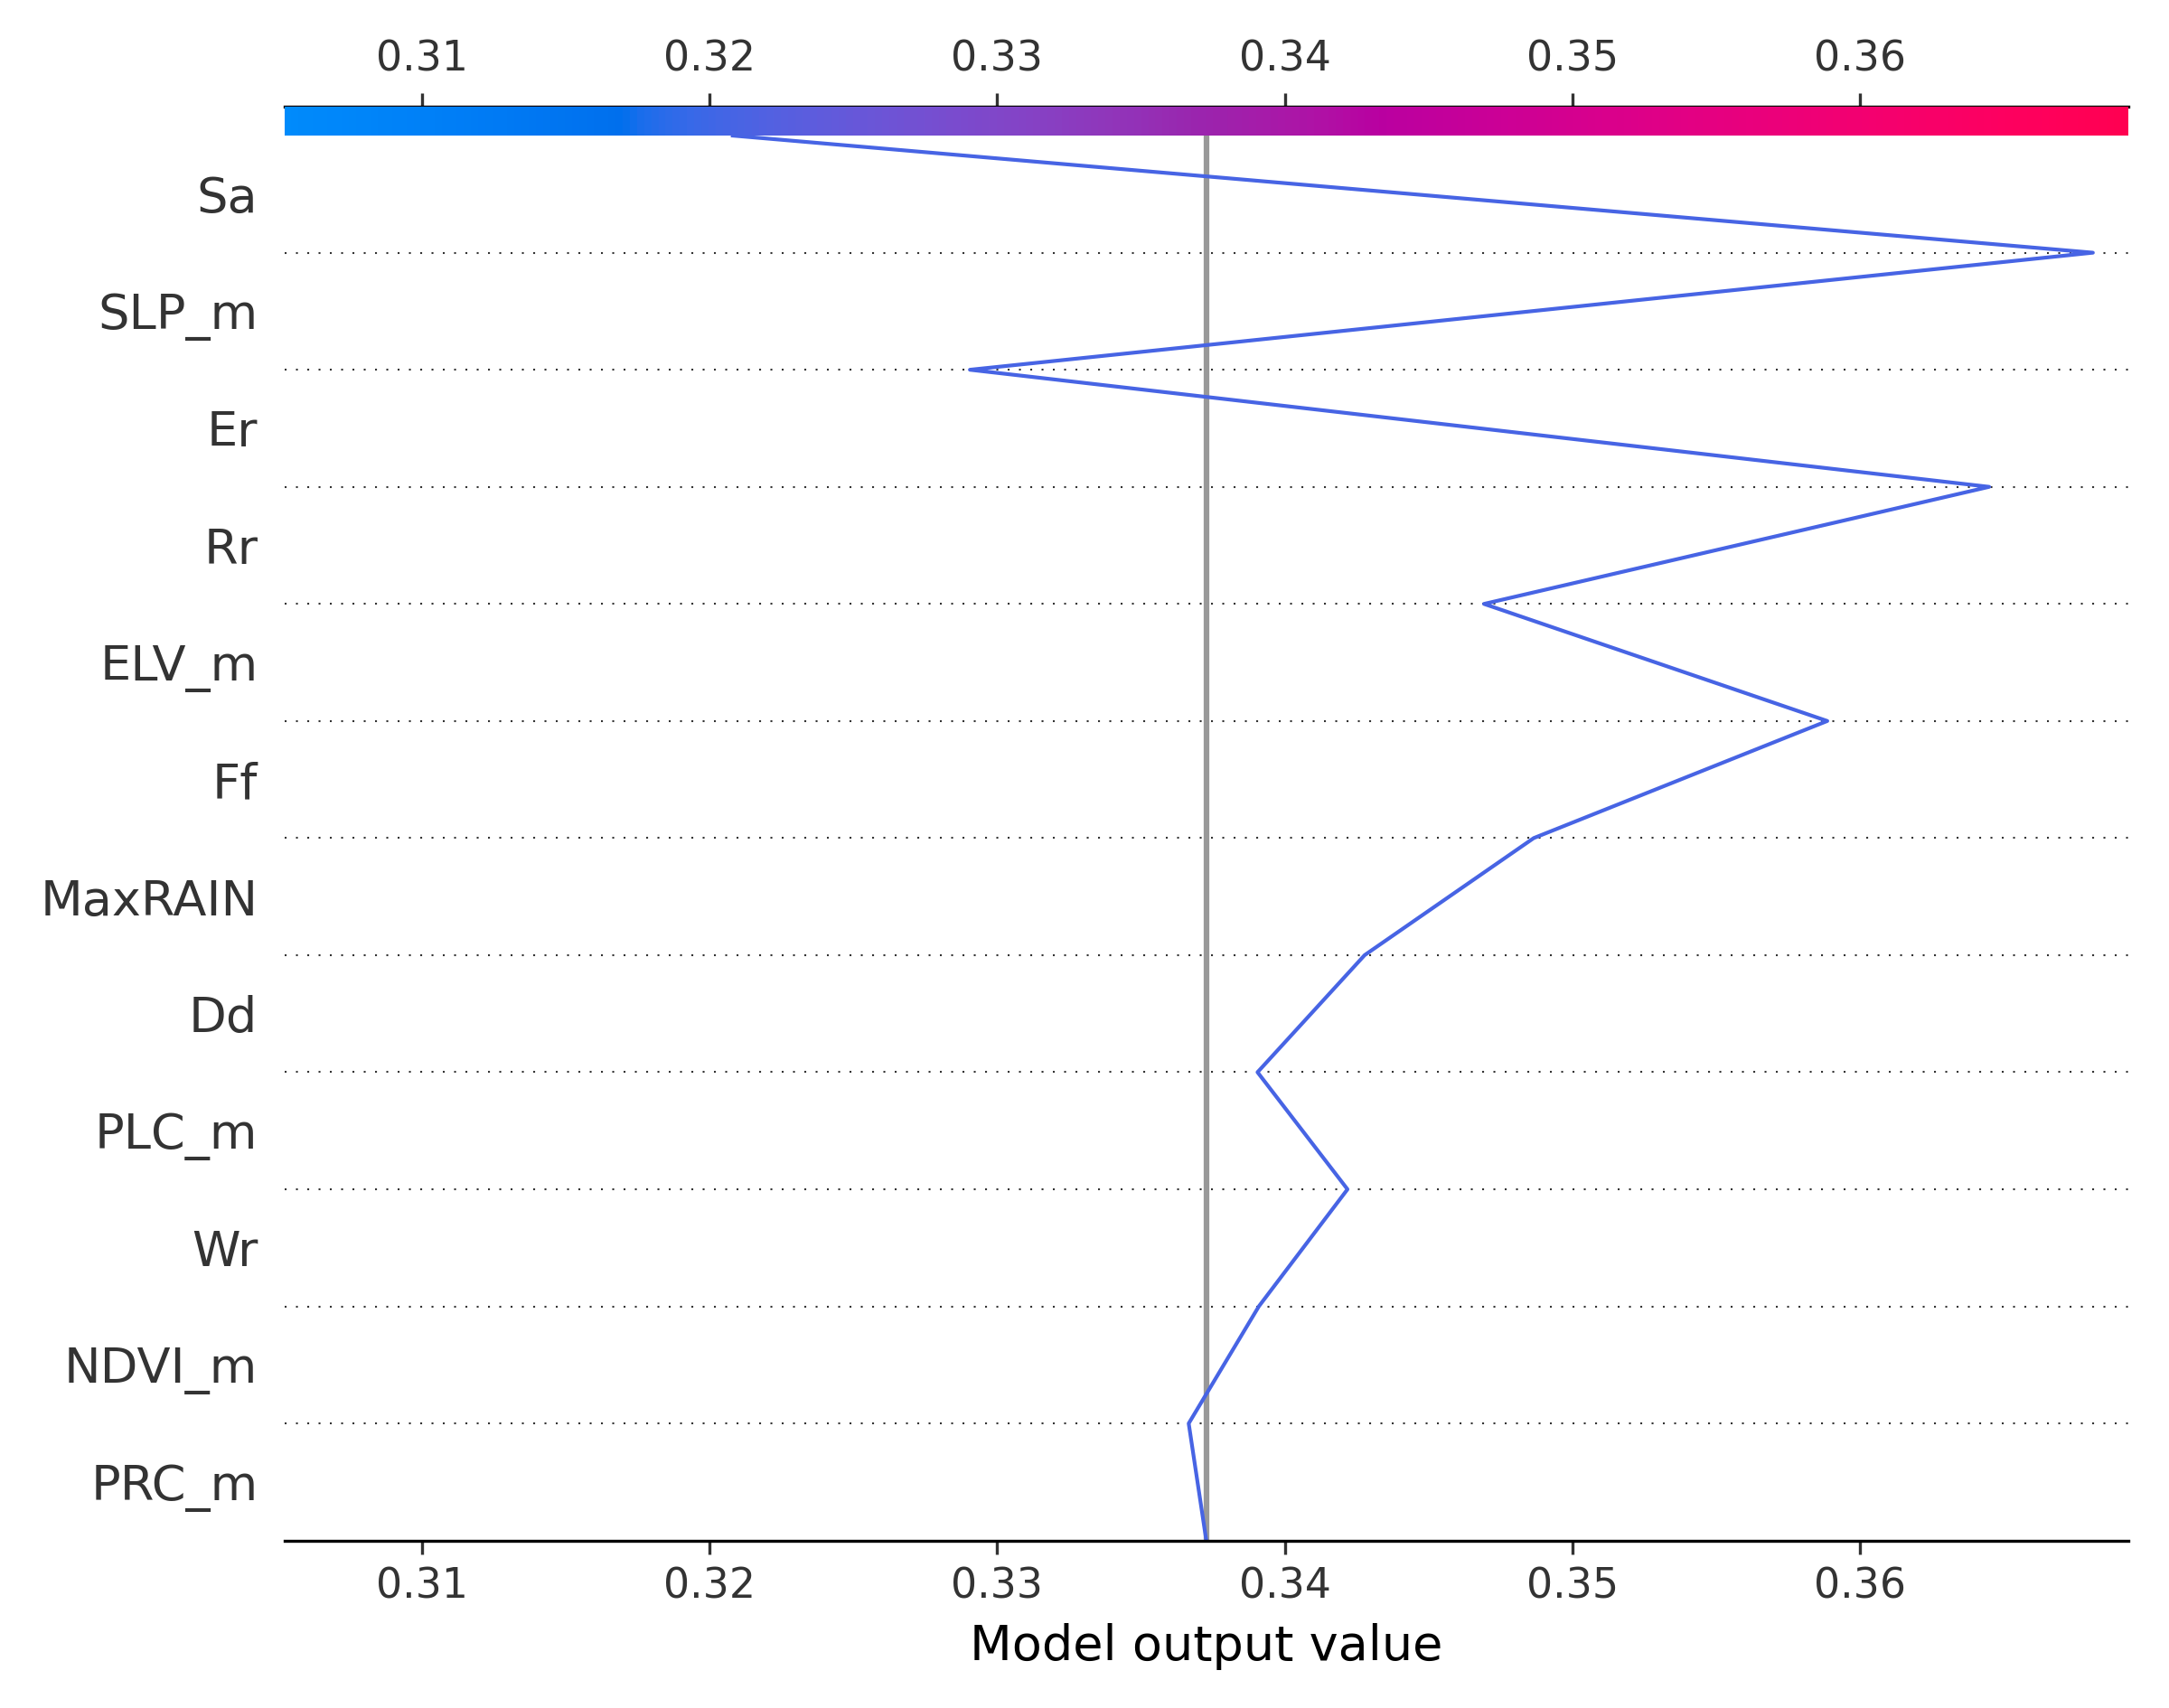 0.31 0.32 0.33 0.34 0.35 0.36
Sa
SLP_m
Er
Rr
ELV_m
Ff
MaxRAIN
Dd
PLC_m
Wr
NDVI_m
PRC_m
0.31 0.32 0.33 0.34 0.35 0.36
Model output value